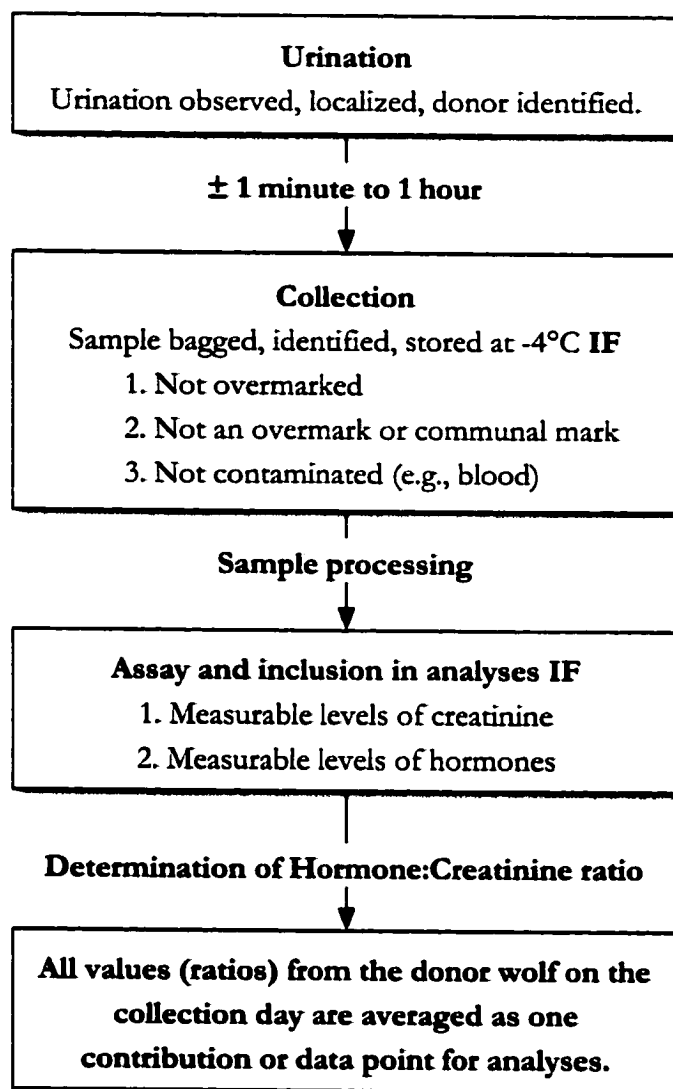 Urination
Urination observed, localized, donor identified.
± 1 minute to 1 hour
Collection
Sample bagged, identified, stored at -4°C IF
1. Not overmarked
2. Not an overmark or communal mark
3. Not contaminated (e.g., blood)
Sample processing
Assay and inclusion in analyses IF
1. Measurable levels of creatinine
2. Measurable levels of hormones
Determination of Hormone:Creatinine ratio
All values (ratios) from the donor wolf on the
collection day are averaged as one
contribution or data point for analyses.